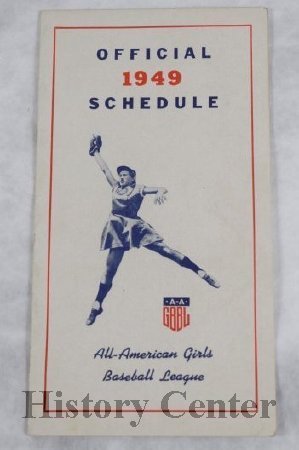 OFFICIAL
1949
SCHEDULE
A-A
GBBL
All-American Girls
Baseball League
History Center